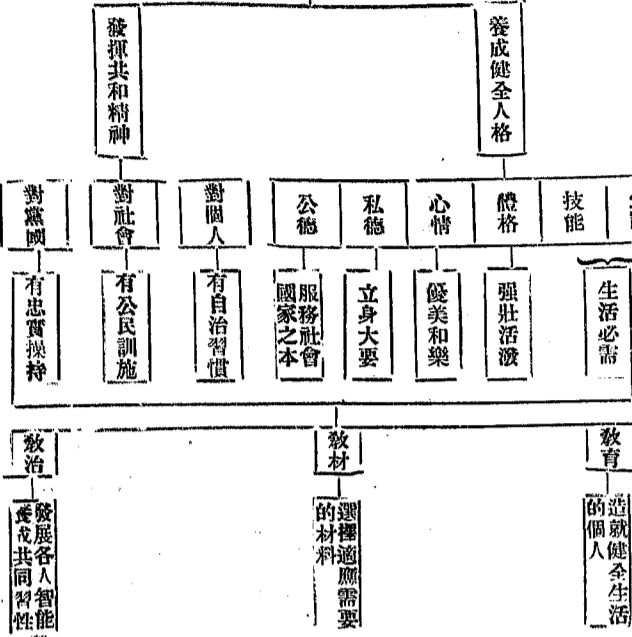 養成健全人格
發揮共和精神
技能
體格
心情
私德
公德
對個人
對社會
對黨國
生活必需
强壯活潑
優美和樂
立身大要
服務社會
國家之本
有自治習慣
有公民訓施
有忠實操持
教育
教材
教治
造就健全生活
的個人
選擇適應需要
的材料
發展各人智能
養成共同習性